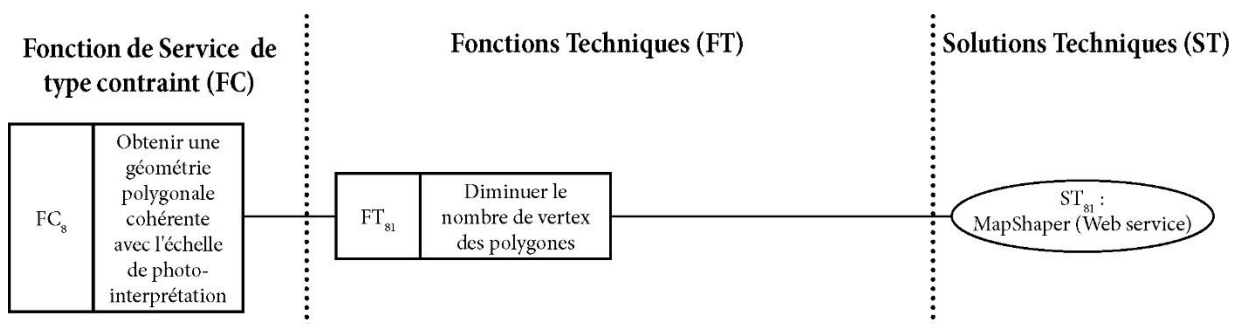 Fonction de Service de
type contraint (FC)
Fonctions Techniques (FT)
Solutions Techniques (ST)
FC₈
Obtenir une
géométrie
polygonale
cohérente
avec l'échelle
de photo-
interprétation
FT₈₁
Diminuer le
nombre de vertex
des polygones
ST₈₁ :
MapShaper (Web service)